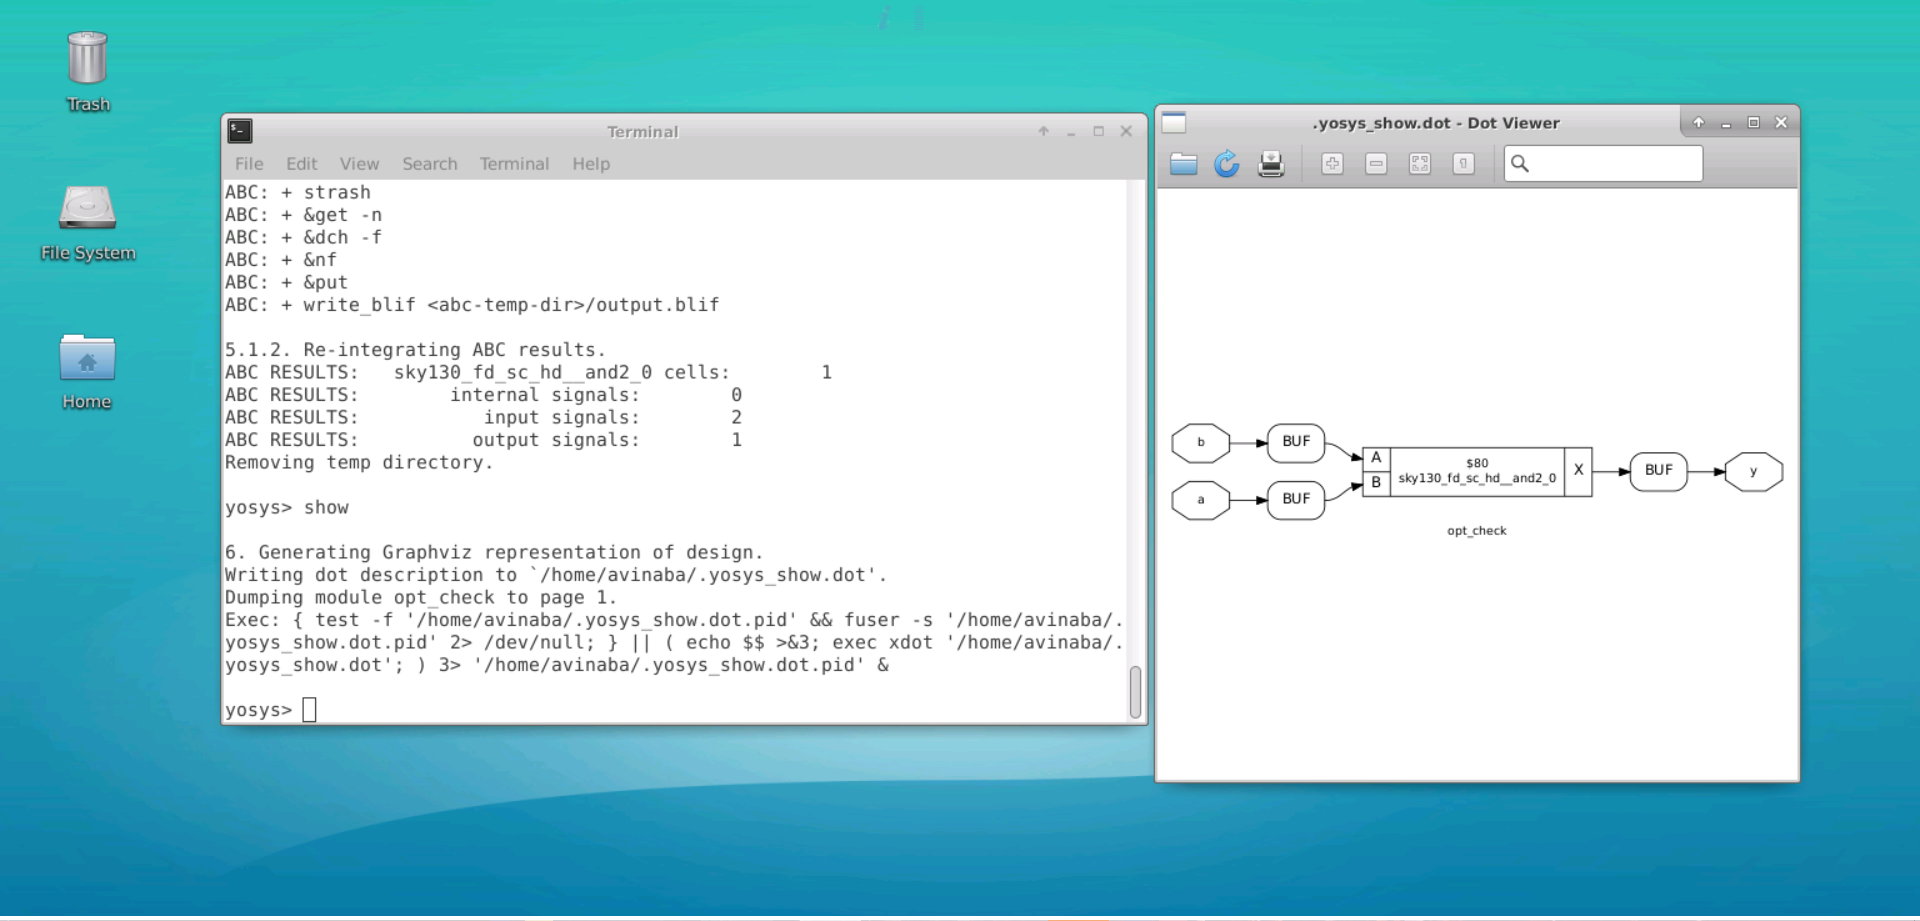 Trash
File System
Home
Terminal
File Edit View Search Terminal Help
ABC: + strash
ABC: + &get -n
ABC: + &dch -f
ABC: + &nf
ABC: + &put
ABC: + write_blif <abc-temp-dir>/output.blif
5.1.2. Re-integrating ABC results.
ABC RESULTS:   sky130_fd_sc_hd__and2_0 cells:        1
ABC RESULTS:        internal signals:        0
ABC RESULTS:           input signals:        2
ABC RESULTS:          output signals:        1
Removing temp directory.
yosys> show
6. Generating Graphviz representation of design.
Writing dot description to `/home/avinaba/.yosys_show.dot'.
Dumping module opt_check to page 1.
Exec: { test -f '/home/avinaba/.yosys_show.dot.pid' && fuser -s '/home/avinaba/.
yosys_show.dot.pid' 2> /dev/null; } || ( echo $$ >&3; exec xdot '/home/avinaba/.
yosys_show.dot'; ) 3> '/home/avinaba/.yosys_show.dot.pid' &
yosys>
.yosys_show.dot - Dot Viewer
b BUF A
$80
sky130_fd_sc_hd__and2_0
X BUF y
a BUF B
opt_check